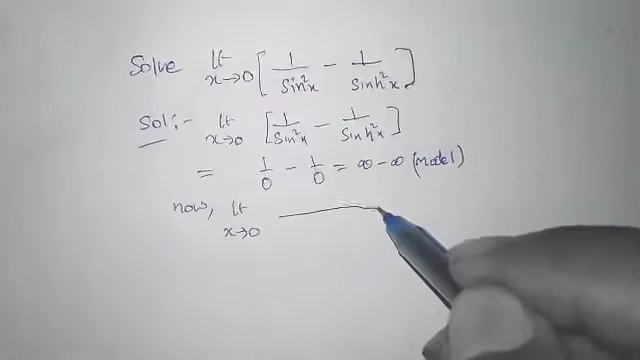 Solve lt x→0 [ 1/sin²x - 1/sinh²x ]
Sol:- lt x→0 [ 1/sin²x - 1/sinh²x ]
= 1/0 - 1/0 = ∞-∞ (model)
now, lt x→0